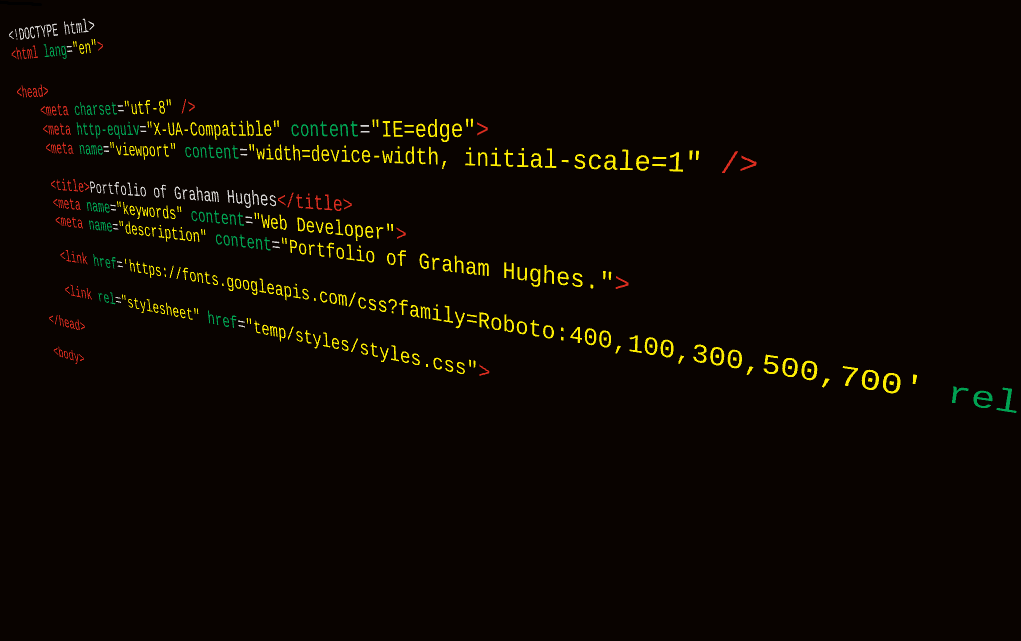 <!DOCTYPE html>
<html lang="en">
<head>
<meta charset="utf-8" />
<meta http-equiv="X-UA-Compatible" content="IE=edge">
<meta name="viewport" content="width=device-width, initial-scale=1" />
<title>Portfolio of Graham Hughes</title>
<meta name="keywords" content="Web Developer">
<meta name="description" content="Portfolio of Graham Hughes.">
<link href='https://fonts.googleapis.com/css?family=Roboto:400,100,300,500,700' rel
<link rel="stylesheet" href="temp/styles/styles.css">
</head>
<body>